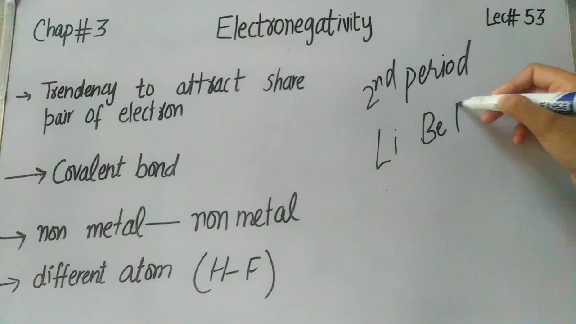 Chap#3
Electronegativity
Lec# 53
→ Trendency to attract share
pair of electron
→ Covalent bond
→ non metal — non metal
→ different atom (H-F)
2nd period
Li Be